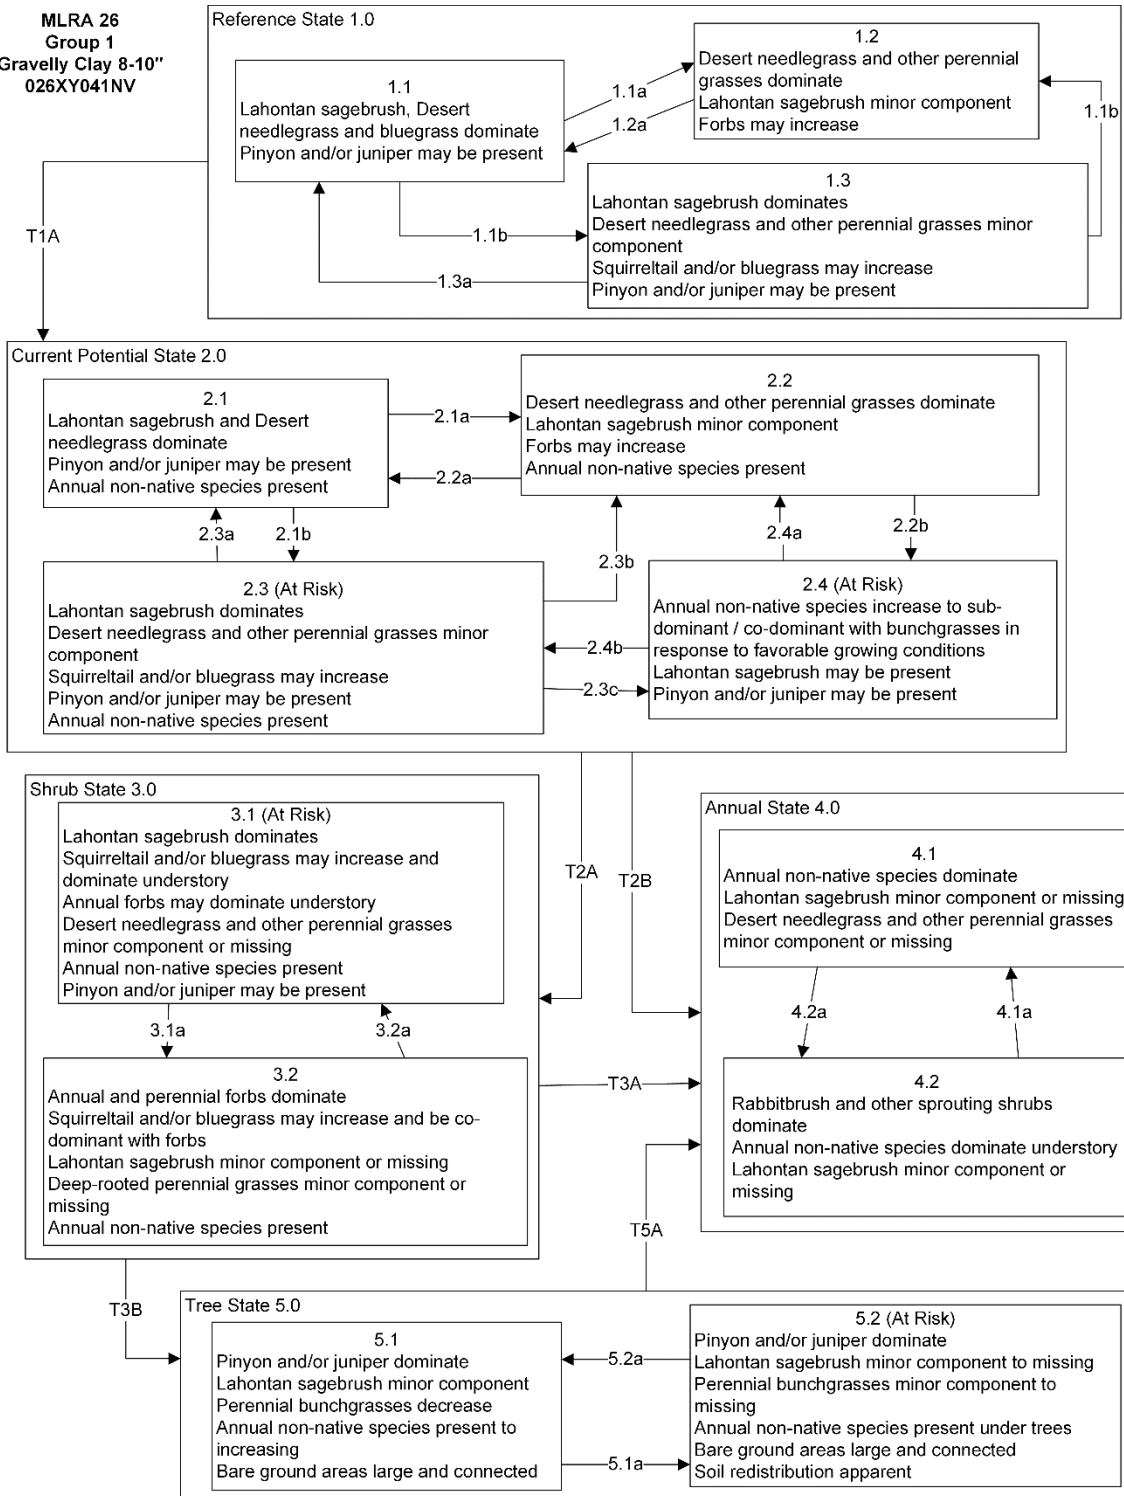 MLRA 26
Group 1
Gravelly Clay 8-10"
026XY041NV
Reference State 1.0
1.1
Lahontan sagebrush, Desert
needlegrass and bluegrass dominate
Pinyon and/or juniper may be present
1.1a
1.2a
1.2
Desert needlegrass and other perennial
grasses dominate
Lahontan sagebrush minor component
Forbs may increase
1.1b
1.1b
1.3a
1.3
Lahontan sagebrush dominates
Desert needlegrass and other perennial grasses minor
component
Squirreltail and/or bluegrass may increase
Pinyon and/or juniper may be present
T1A
Current Potential State 2.0
2.1
Lahontan sagebrush and Desert
needlegrass dominate
Pinyon and/or juniper may be present
Annual non-native species present
2.1a
2.2a
2.2
Desert needlegrass and other perennial grasses dominate
Lahontan sagebrush minor component
Forbs may increase
Annual non-native species present
2.3a
2.1b
2.3b
2.4a
2.2b
2.3 (At Risk)
Lahontan sagebrush dominates
Desert needlegrass and other perennial grasses minor
component
Squirreltail and/or bluegrass may increase
Pinyon and/or juniper may be present
Annual non-native species present
2.4b
2.3c
2.4 (At Risk)
Annual non-native species increase to sub-
dominant / co-dominant with bunchgrasses in
response to favorable growing conditions
Lahontan sagebrush may be present
Pinyon and/or juniper may be present
Shrub State 3.0
3.1 (At Risk)
Lahontan sagebrush dominates
Squirreltail and/or bluegrass may increase and
dominate understory
Annual forbs may dominate understory
Desert needlegrass and other perennial grasses
minor component or missing
Annual non-native species present
Pinyon and/or juniper may be present
3.1a
3.2a
3.2
Annual and perennial forbs dominate
Squirreltail and/or bluegrass may increase and be co-
dominant with forbs
Lahontan sagebrush minor component or missing
Deep-rooted perennial grasses minor component or
missing
Annual non-native species present
T2A
T2B
T3A
Annual State 4.0
4.1
Annual non-native species dominate
Lahontan sagebrush minor component or missing
Desert needlegrass and other perennial grasses
minor component or missing
4.2a
4.1a
4.2
Rabbitbrush and other sprouting shrubs
dominate
Annual non-native species dominate understory
Lahontan sagebrush minor component or
missing
T5A
T3B
Tree State 5.0
5.1
Pinyon and/or juniper dominate
Lahontan sagebrush minor component
Perennial bunchgrasses decrease
Annual non-native species present to
increasing
Bare ground areas large and connected
5.2a
5.1a
5.2 (At Risk)
Pinyon and/or juniper dominate
Lahontan sagebrush minor component to missing
Perennial bunchgrasses minor component to
missing
Annual non-native species present under trees
Bare ground areas large and connected
Soil redistribution apparent